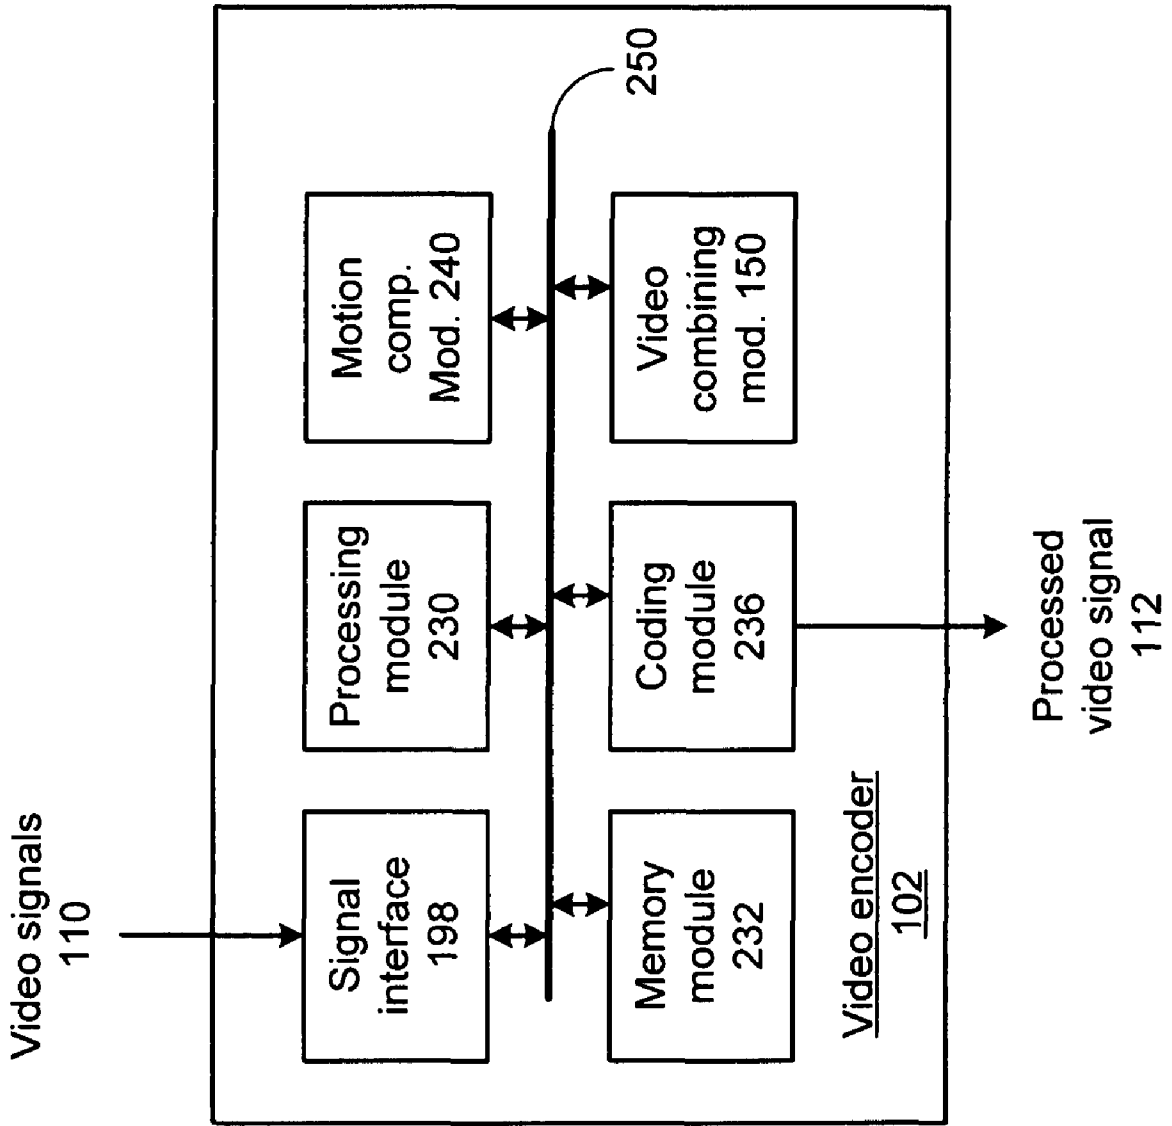 Video signals
110
Signal
interface
198
Processing
module
230
Motion
comp.
Mod. 240
250
Memory
module
232
Coding
module
236
Video
combining
mod. 150
Video encoder
102
Processed
video signal
112